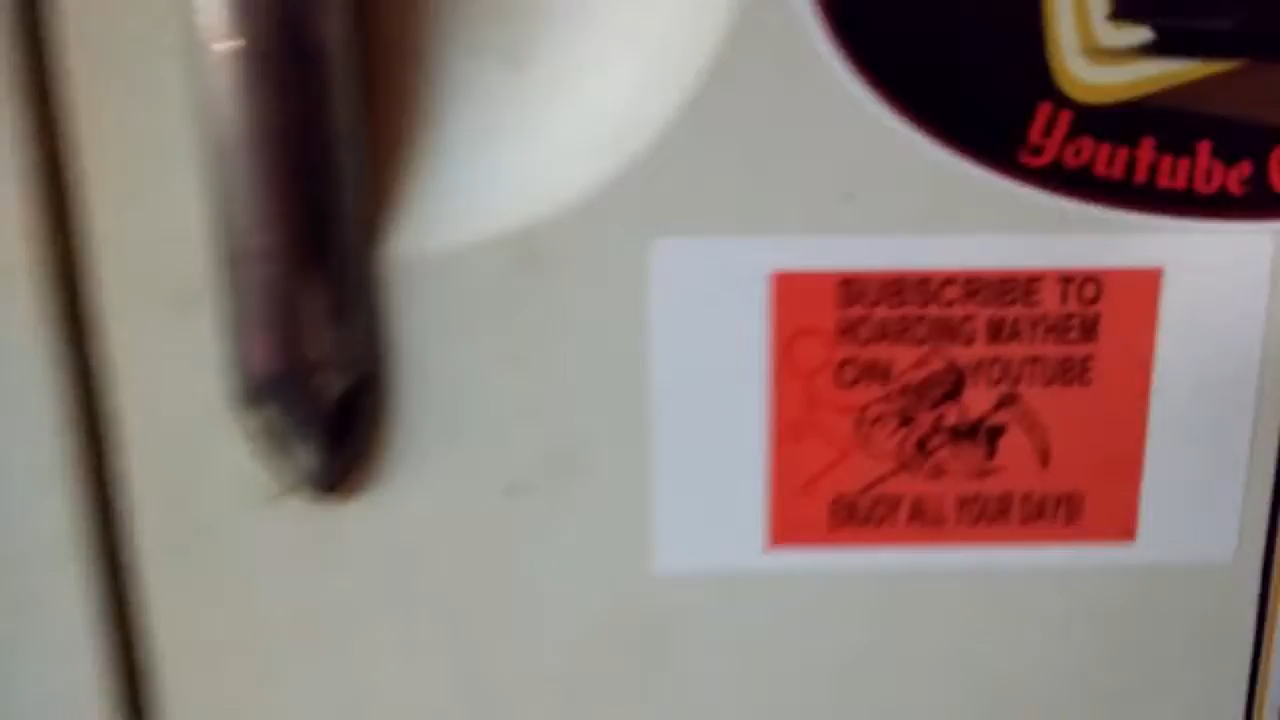 Youtube
SUBSCRIBE TO
HOARDING MAYHEM
ON YOUTUBE
ENJOY ALL YOUR DAYS!